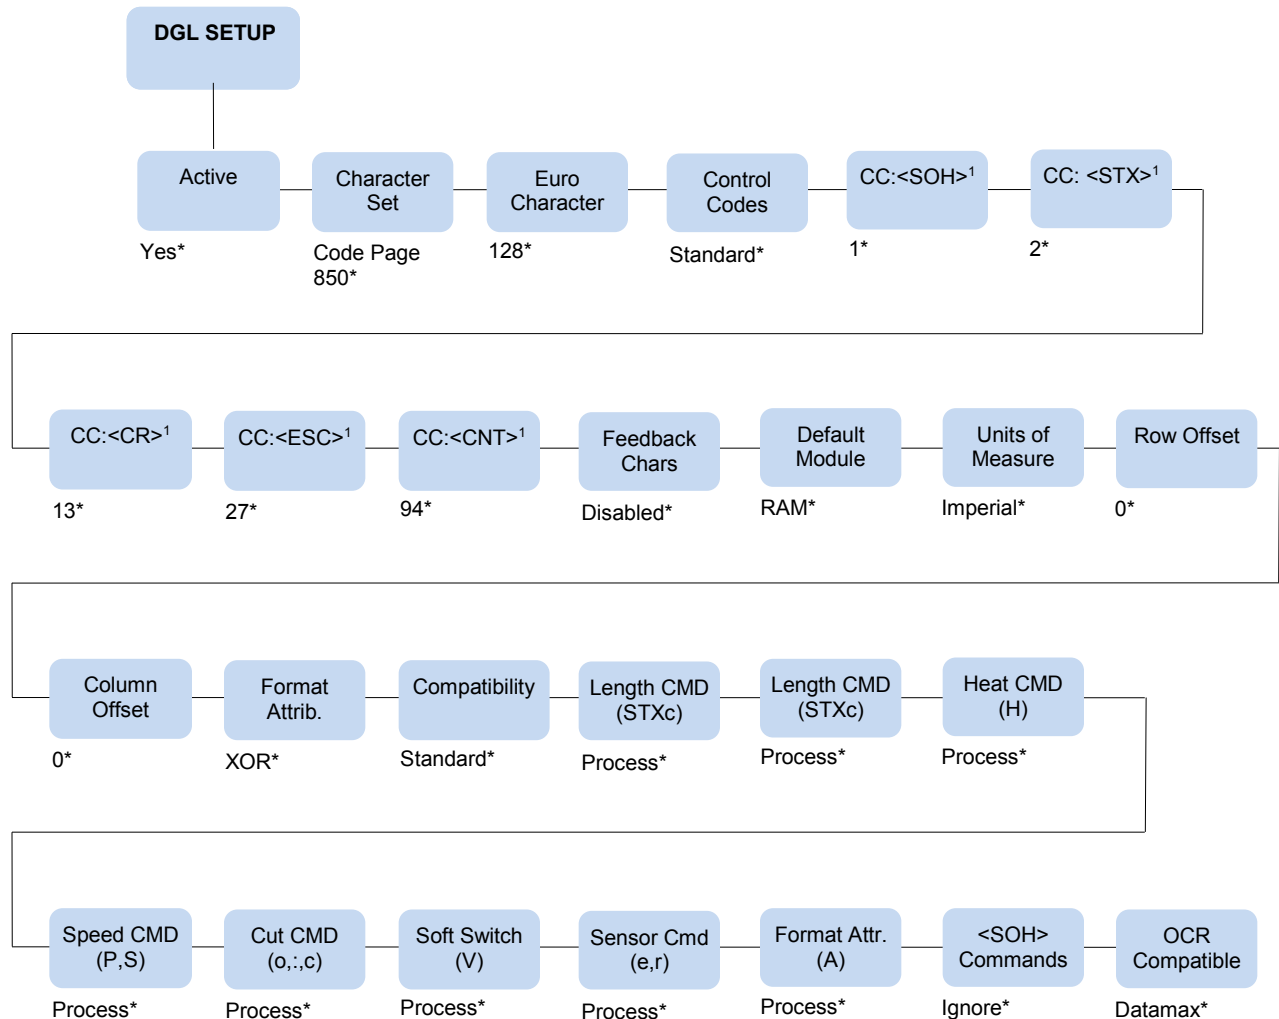 DGL SETUP
Active
Character
Set
Euro
Character
Control
Codes
CC:<SOH>¹
CC: <STX>¹
Yes*
Code Page
850*
128*
Standard*
1*
2*
CC:<CR>¹
CC:<ESC>¹
CC:<CNT>¹
Feedback
Chars
Default
Module
Units of
Measure
Row Offset
13*
27*
94*
Disabled*
RAM*
Imperial*
0*
Column
Offset
Format
Attrib.
Compatibility
Length CMD
(STXc)
Length CMD
(STXc)
Heat CMD
(H)
0*
XOR*
Standard*
Process*
Process*
Process*
Speed CMD
(P,S)
Cut CMD
(o,:,c)
Soft Switch
(V)
Sensor Cmd
(e,r)
Format Attr.
(A)
<SOH>
Commands
OCR
Compatible
Process*
Process*
Process*
Process*
Process*
Ignore*
Datamax*